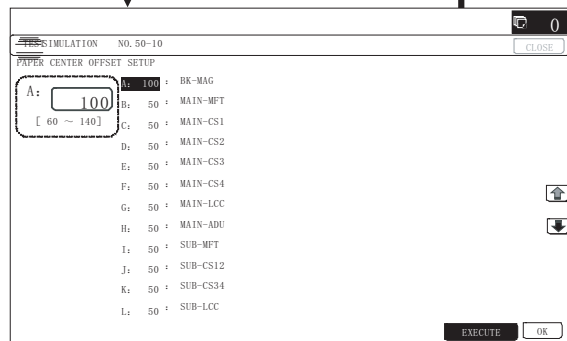 0
TEST SIMULATION NO.50-10
CLOSE
PAPER CENTER OFFSET SETUP
A: 100
[ 60 ~ 140]
A: 100 : BK-MAG
B: 50 : MAIN-MFT
C: 50 : MAIN-CS1
D: 50 : MAIN-CS2
E: 50 : MAIN-CS3
F: 50 : MAIN-CS4
G: 50 : MAIN-LCC
H: 50 : MAIN-ADU
I: 50 : SUB-MFT
J: 50 : SUB-CS12
K: 50 : SUB-CS34
L: 50 : SUB-LCC
EXECUTE OK